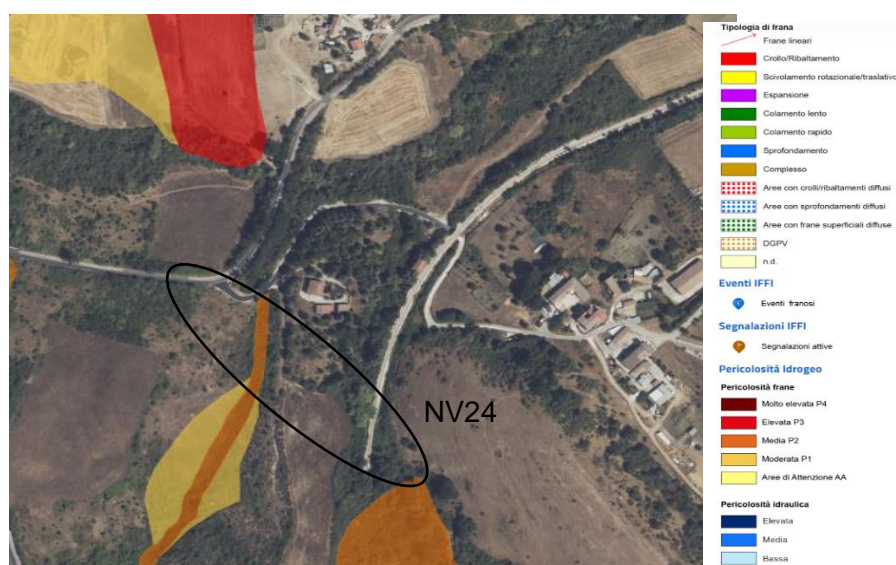 NV24
Tipologia di frana
Frane lineari
Crollo/Ribaltamento
Scivolamento rotazionale/traslativo
Espansione
Colamento lento
Colamento rapido
Sprofondamento
Complesso
Aree con crolli/ribaltamenti diffusi
Aree con sprofondamenti diffusi
Aree con frane superficiali diffuse
DGPV
n.d.
Eventi IFFI
Eventi franosi
Segnalazioni IFFI
Segnalazioni attive
Pericolosità Idrogeo
Pericolosità frane
Molto elevata P4
Elevata P3
Media P2
Moderata P1
Aree di Attenzione AA
Pericolosità idraulica
Elevata
Media
Bassa